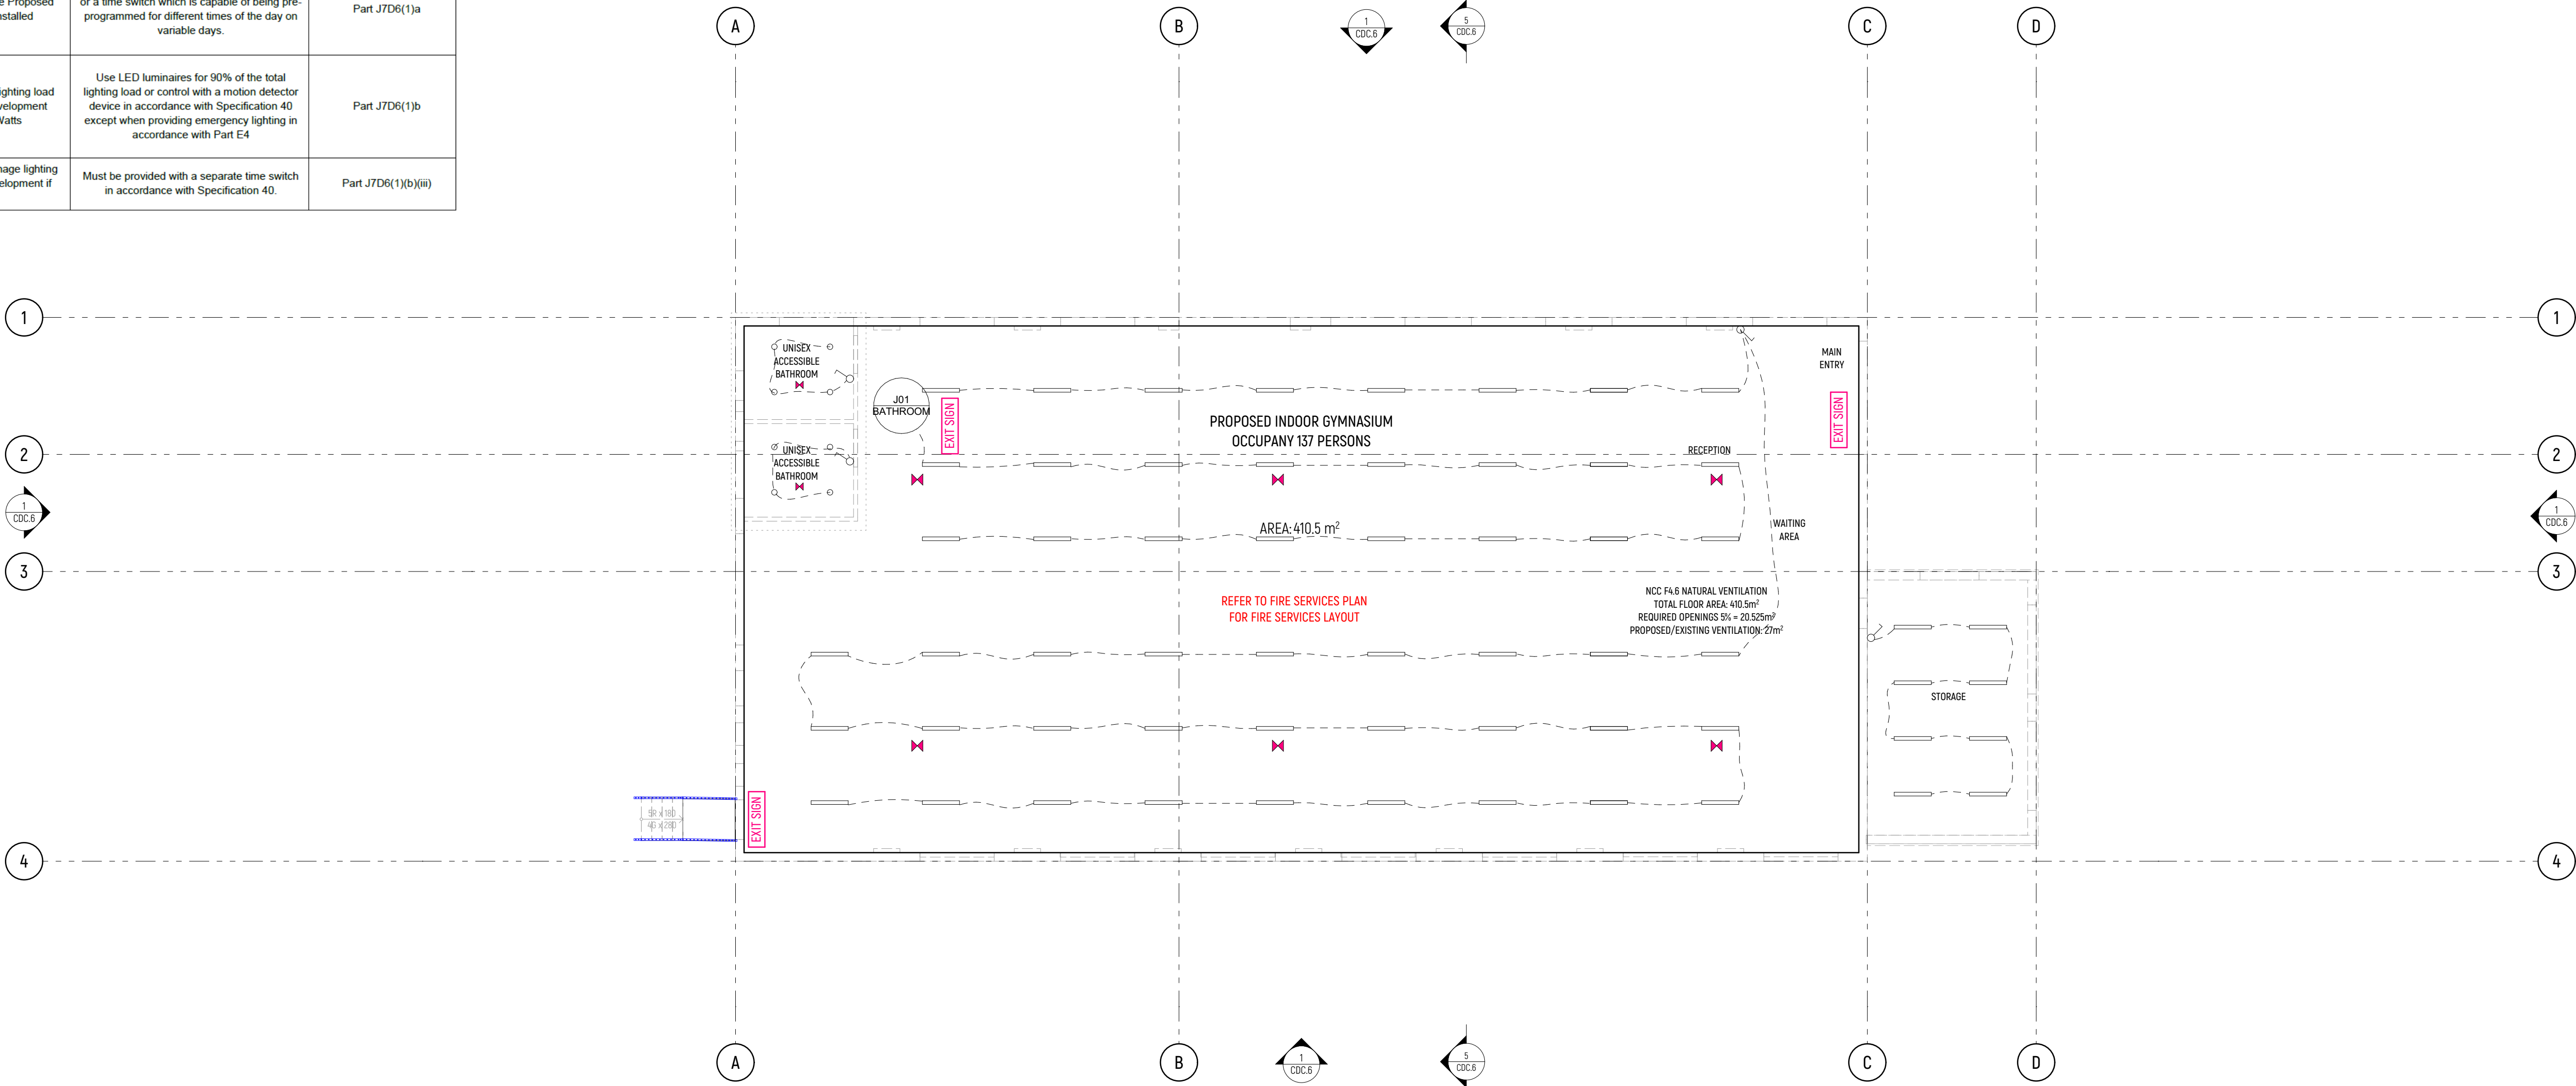 e Proposed
nstalled
or a time switch which is capable of being pre-
programmed for different times of the day on
variable days.
Part J7D6(1)a
ighting load
velopment
Watts
Use LED luminaires for 90% of the total
lighting load or control with a motion detector
device in accordance with Specification 40
except when providing emergency lighting in
accordance with Part E4
Part J7D6(1)b
nage lighting
elopment if
Must be provided with a separate time switch
in accordance with Specification 40.
Part J7D6(1)(b)(iii)
A
B
1
CDC.6
5
CDC.6
C
D
1
1
UNISEX
ACCESSIBLE
BATHROOM
J01
BATHROOM
EXIT SIGN
PROPOSED INDOOR GYMNASIUM
OCCUPANY 137 PERSONS
MAIN
ENTRY
EXIT SIGN
RECEPTION
2
2
UNISEX
ACCESSIBLE
BATHROOM
1
CDC.6
AREA: 410.5 m²
WAITING
AREA
1
CDC.6
3
3
REFER TO FIRE SERVICES PLAN
FOR FIRE SERVICES LAYOUT
NCC F4.6 NATURAL VENTILATION
TOTAL FLOOR AREA: 410.5m²
REQUIRED OPENINGS 5% = 20.525m²
PROPOSED/EXISTING VENTILATION: 27m²
STORAGE
5R x 180
4G x 280
EXIT SIGN
4
4
A
B
1
CDC.6
5
CDC.6
C
D